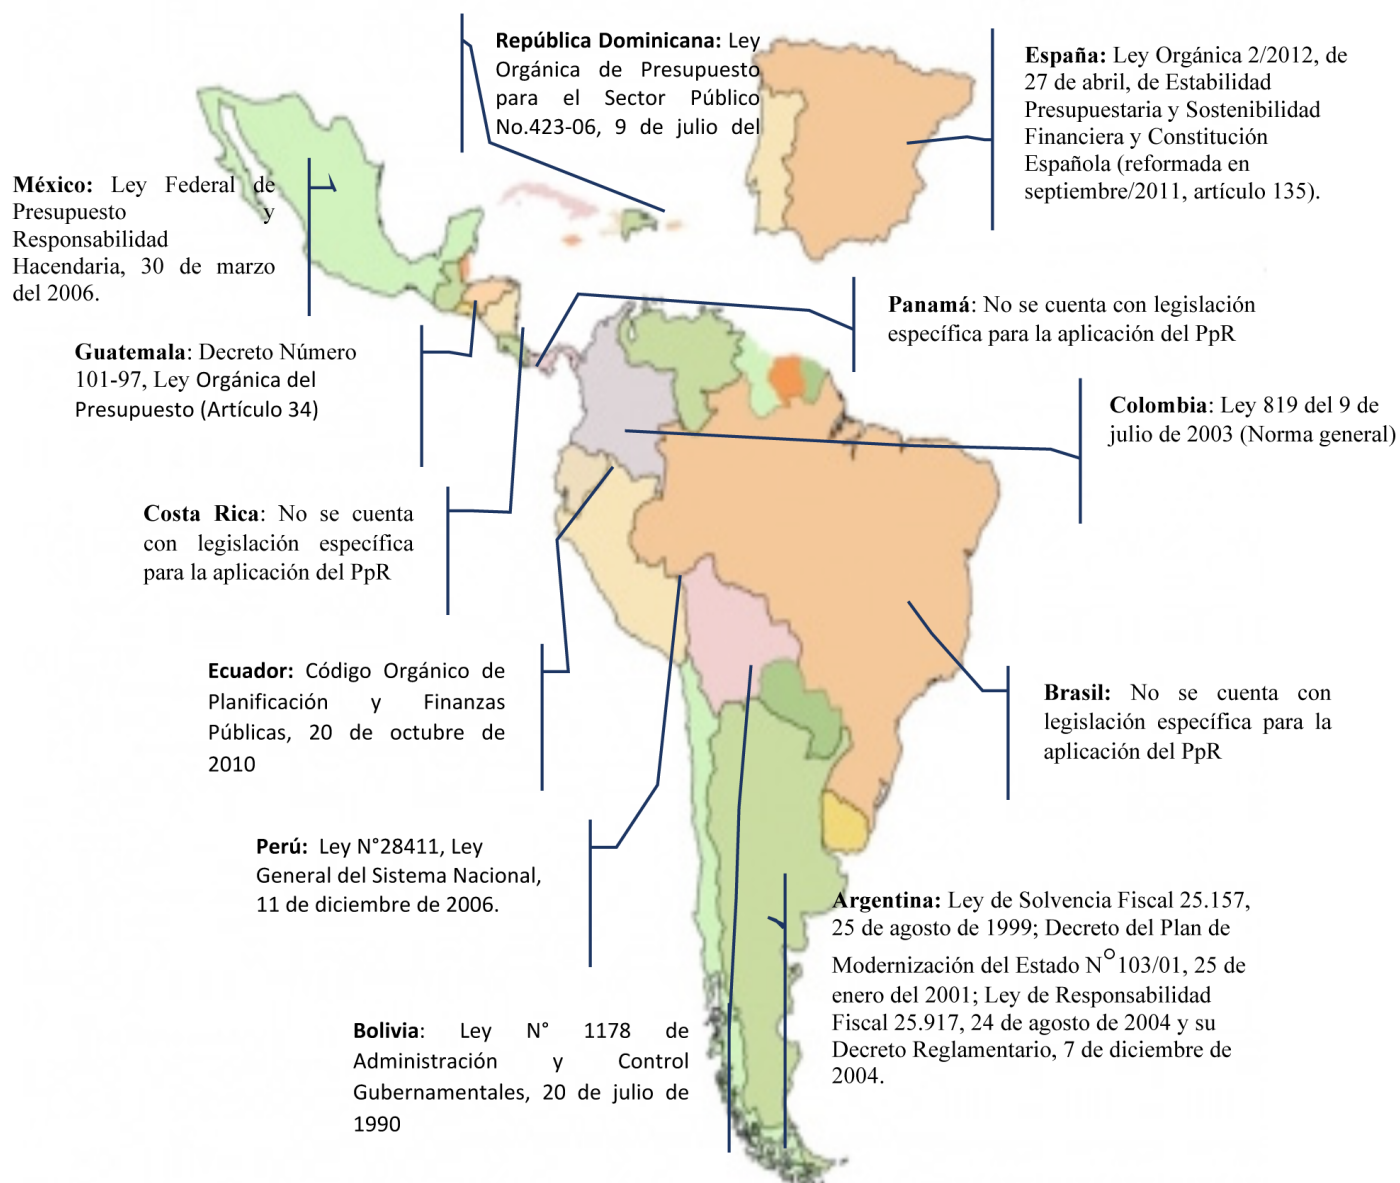 República Dominicana: Ley
Orgánica de Presupuesto
para el Sector Público
No.423-06, 9 de julio del
España: Ley Orgánica 2/2012, de
27 de abril, de Estabilidad
Presupuestaria y Sostenibilidad
Financiera y Constitución
Española (reformada en
septiembre/2011, artículo 135).
México: Ley Federal de
Presupuesto y
Responsabilidad
Hacendaria, 30 de marzo
del 2006.
Panamá: No se cuenta con legislación
específica para la aplicación del PpR
Guatemala: Decreto Número
101-97, Ley Orgánica del
Presupuesto (Artículo 34)
Colombia: Ley 819 del 9 de
julio de 2003 (Norma general)
Costa Rica: No se cuenta
con legislación específica
para la aplicación del PpR
Ecuador: Código Orgánico de
Planificación y Finanzas
Públicas, 20 de octubre de
2010
Brasil: No se cuenta con
legislación específica para la
aplicación del PpR
Perú: Ley N°28411, Ley
General del Sistema Nacional,
11 de diciembre de 2006.
Argentina: Ley de Solvencia Fiscal 25.157,
25 de agosto de 1999; Decreto del Plan de
Modernización del Estado N° 103/01, 25 de
enero del 2001; Ley de Responsabilidad
Fiscal 25.917, 24 de agosto de 2004 y su
Decreto Reglamentario, 7 de diciembre de
2004.
Bolivia: Ley N° 1178 de
Administración y Control
Gubernamentales, 20 de julio de
1990